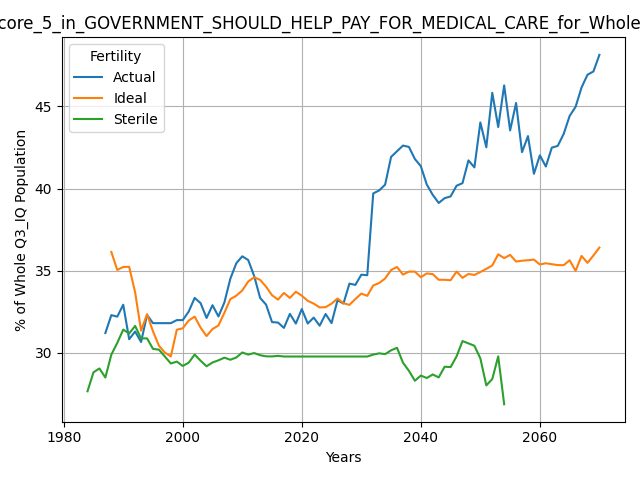 core_5_in_GOVERNMENT_SHOULD_HELP_PAY_FOR_MEDICAL_CARE_for_Whole
Fertility
Actual
Ideal
Sterile
% of Whole Q3_IQ Population
45
40
35
30
1980
2000
2020
2040
2060
Years